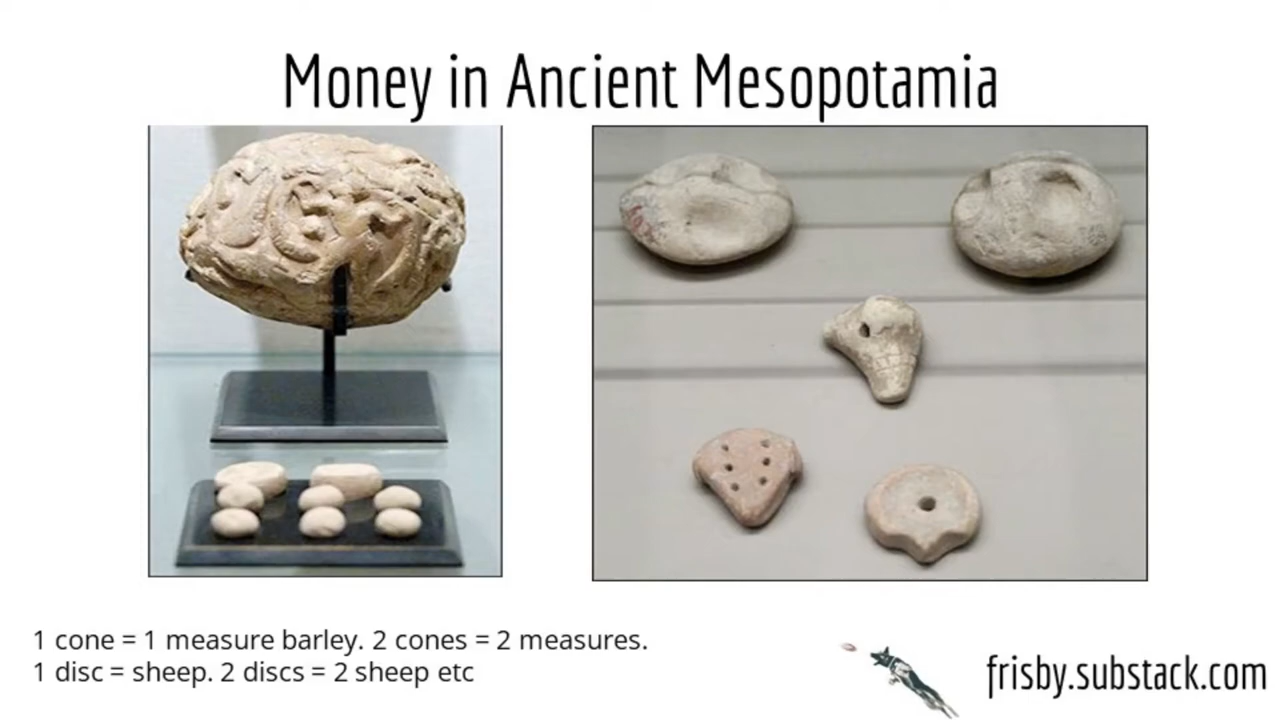 Money in Ancient Mesopotamia
1 cone = 1 measure barley. 2 cones = 2 measures.
1 disc = sheep. 2 discs = 2 sheep etc
frisby.substack.com